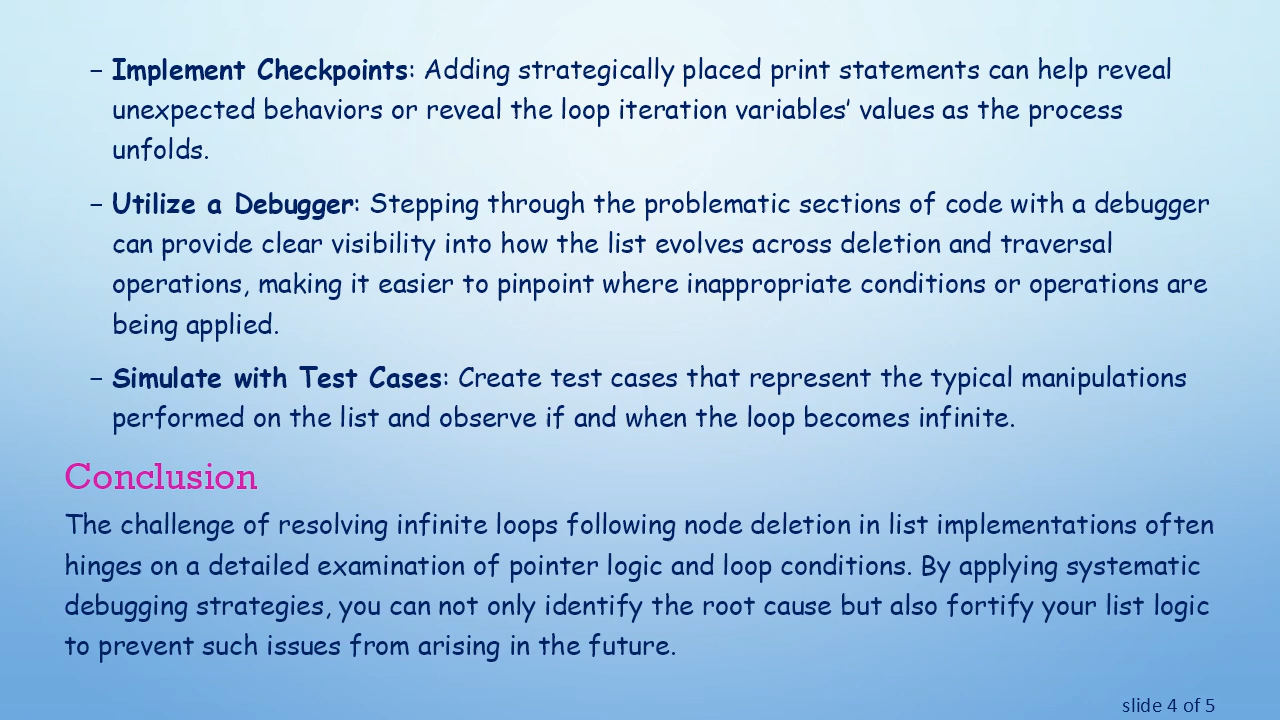 – Implement Checkpoints: Adding strategically placed print statements can help reveal
unexpected behaviors or reveal the loop iteration variables’ values as the process
unfolds.
– Utilize a Debugger: Stepping through the problematic sections of code with a debugger
can provide clear visibility into how the list evolves across deletion and traversal
operations, making it easier to pinpoint where inappropriate conditions or operations are
being applied.
– Simulate with Test Cases: Create test cases that represent the typical manipulations
performed on the list and observe if and when the loop becomes infinite.
Conclusion
The challenge of resolving infinite loops following node deletion in list implementations often
hinges on a detailed examination of pointer logic and loop conditions. By applying systematic
debugging strategies, you can not only identify the root cause but also fortify your list logic
to prevent such issues from arising in the future.
slide 4 of 5